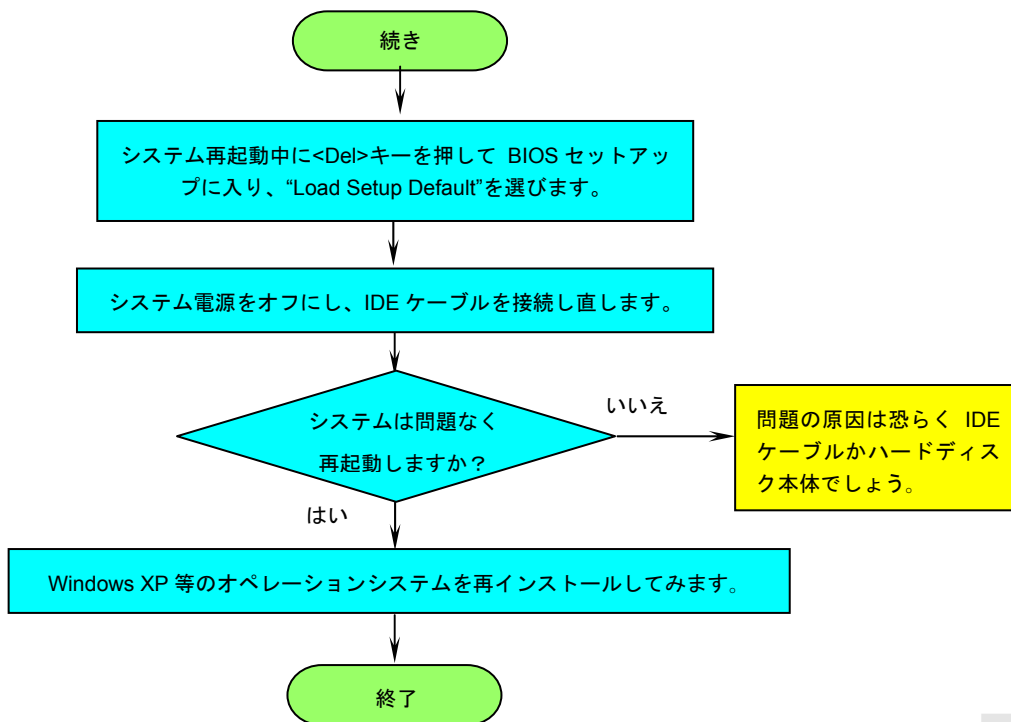 続き
システム再起動中に<Del>キーを押して BIOS セットアッ
プに入り、“Load Setup Default”を選びます。
システム電源をオフにし、IDE ケーブルを接続し直します。
システムは問題なく
再起動しますか？
いいえ
問題の原因は恐らく IDE
ケーブルかハードディス
ク本体でしょう。
はい
Windows XP 等のオペレーションシステムを再インストールしてみます。
終了